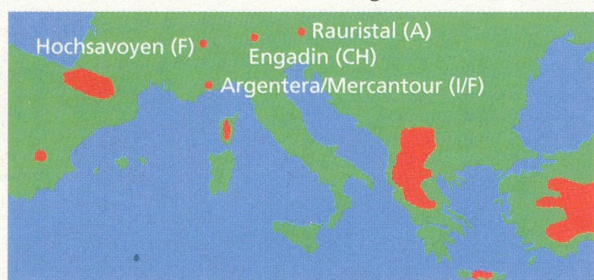 Rauristal (A)
Hochsavoyen (F)
Engadin (CH)
Argentera/Mercantour (I/F)